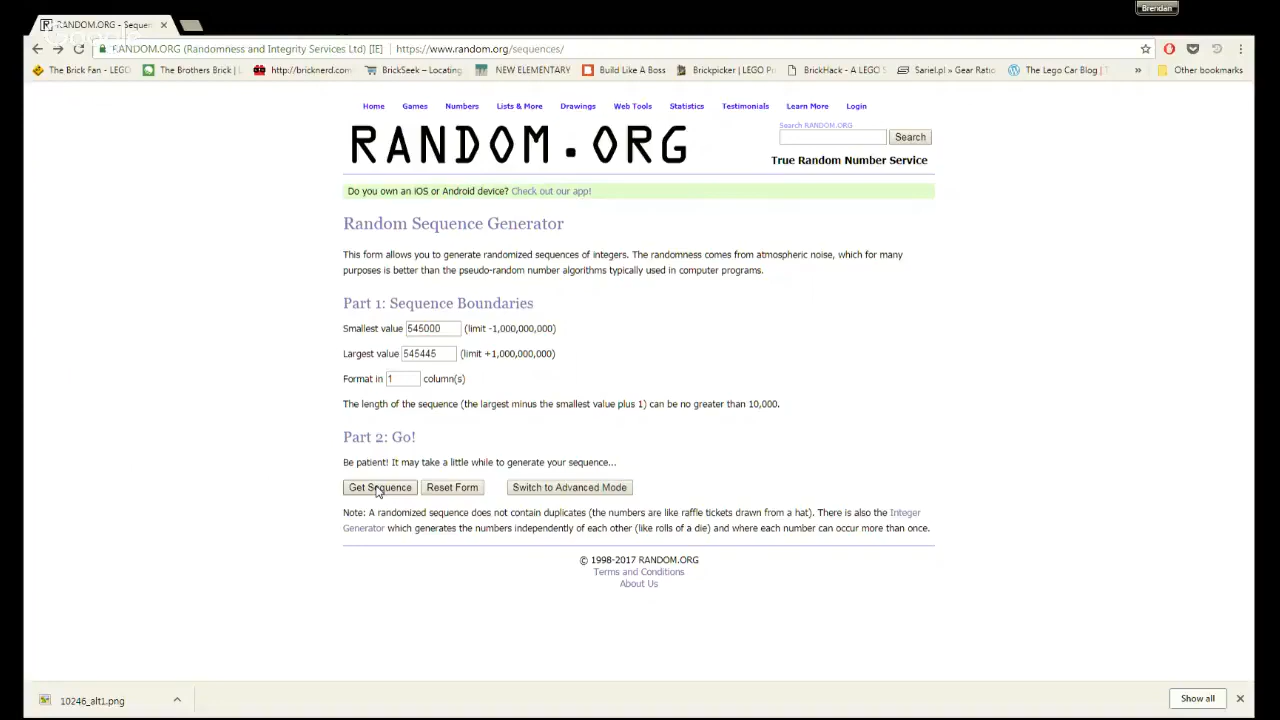 Brendan
RANDOM.ORG - Sequen
RANDOM.ORG (Randomness and Integrity Services Ltd) [IE] https://www.random.org/sequences/
The Brick Fan - LEGO The Brothers Brick | L http://bricknerd.com BrickSeek – Locating NEW ELEMENTARY Build Like A Boss Brickpicker | LEGO Pr BrickHack - A LEGO S Sariel.pl » Gear Ratio The Lego Car Blog | T » Other bookmarks
Home Games Numbers Lists & More Drawings Web Tools Statistics Testimonials Learn More Login
RANDOM.ORG
Search RANDOM.ORG
Search
True Random Number Service
Do you own an iOS or Android device? Check out our app!
Random Sequence Generator
This form allows you to generate randomized sequences of integers. The randomness comes from atmospheric noise, which for many
purposes is better than the pseudo-random number algorithms typically used in computer programs.
Part 1: Sequence Boundaries
Smallest value 545000 (limit -1,000,000,000)
Largest value 545445 (limit +1,000,000,000)
Format in 1 column(s)
The length of the sequence (the largest minus the smallest value plus 1) can be no greater than 10,000.
Part 2: Go!
Be patient! It may take a little while to generate your sequence...
Get Sequence Reset Form Switch to Advanced Mode
Note: A randomized sequence does not contain duplicates (the numbers are like raffle tickets drawn from a hat). There is also the Integer
Generator which generates the numbers independently of each other (like rolls of a die) and where each number can occur more than once.
© 1998-2017 RANDOM.ORG
Terms and Conditions
About Us
10246_alt1.png
Show all